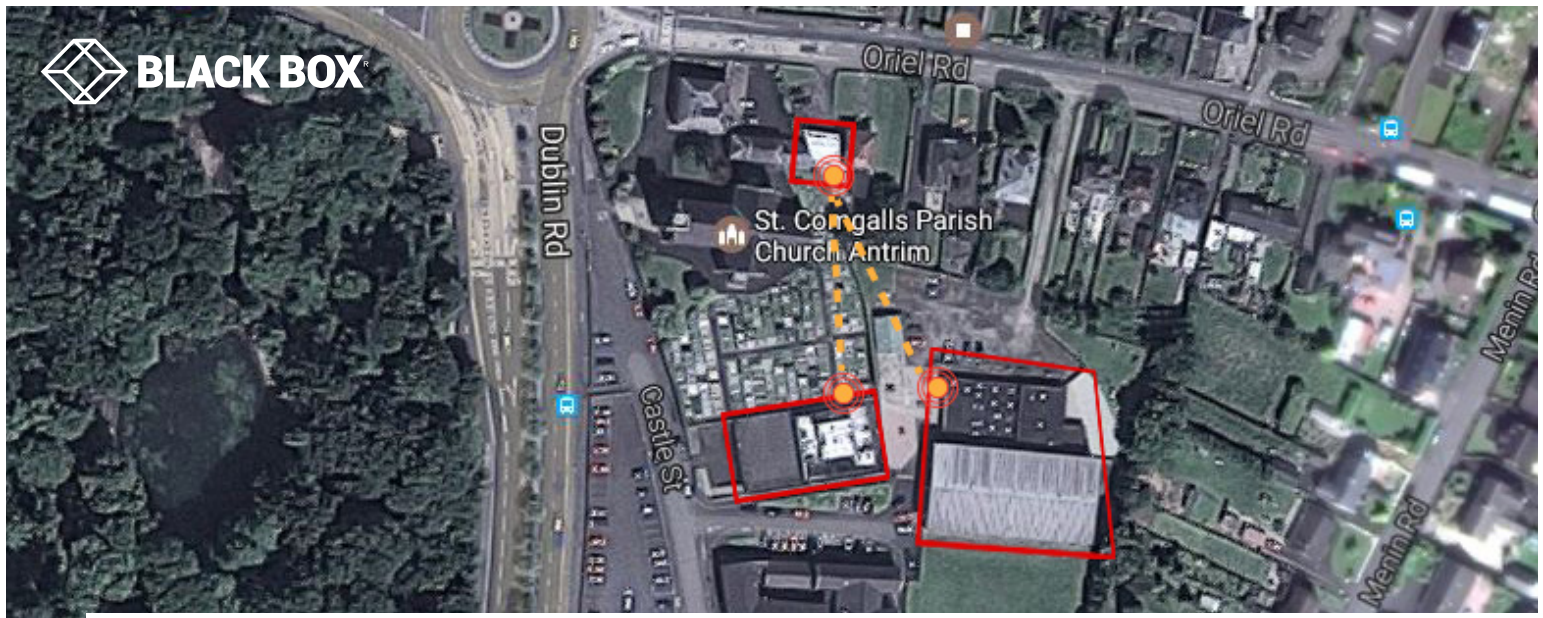 BLACK BOX®
Oriel Rd
Oriel Rd
Dublin Rd
St. Comgalls Parish
Church Antrim
Menin Rd
Castle St
Menin Rd